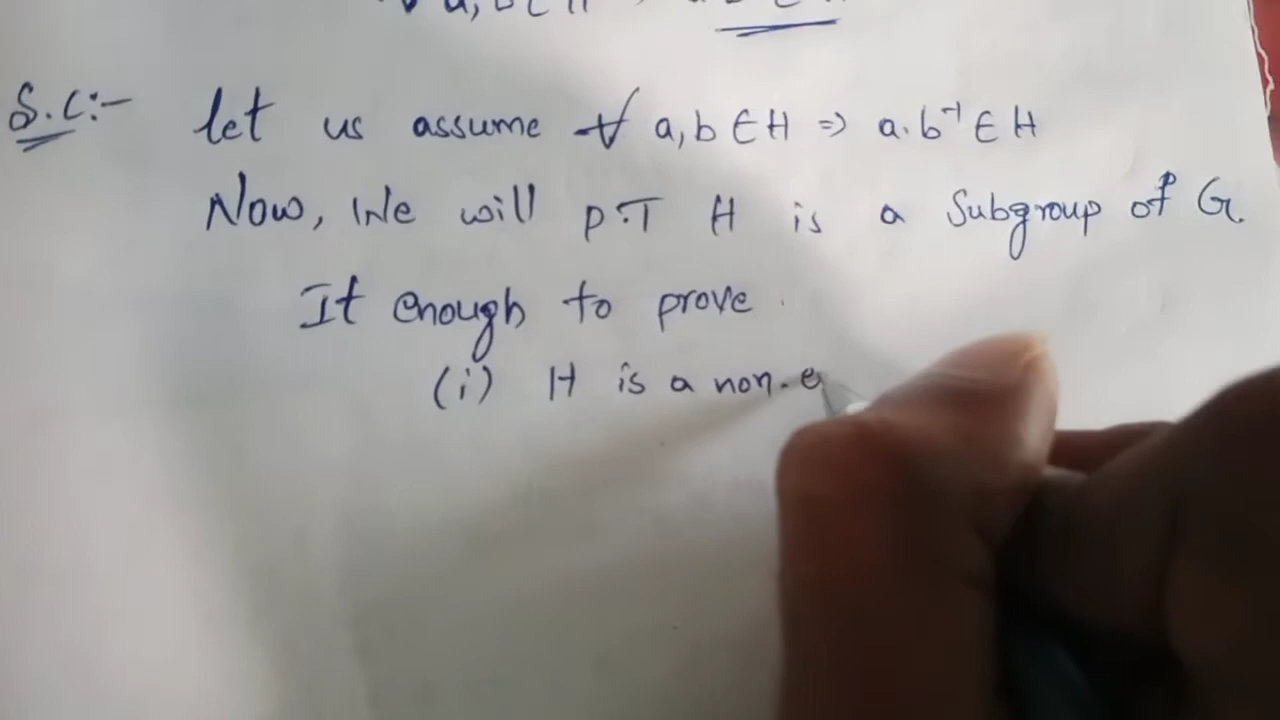 a, b ∈ H
S.C:- let us assume ∀ a,b ∈ H => a.b⁻¹ ∈ H
Now, We will p.T H is a Subgroup of G.
It enough to prove.
(i) H is a non-e